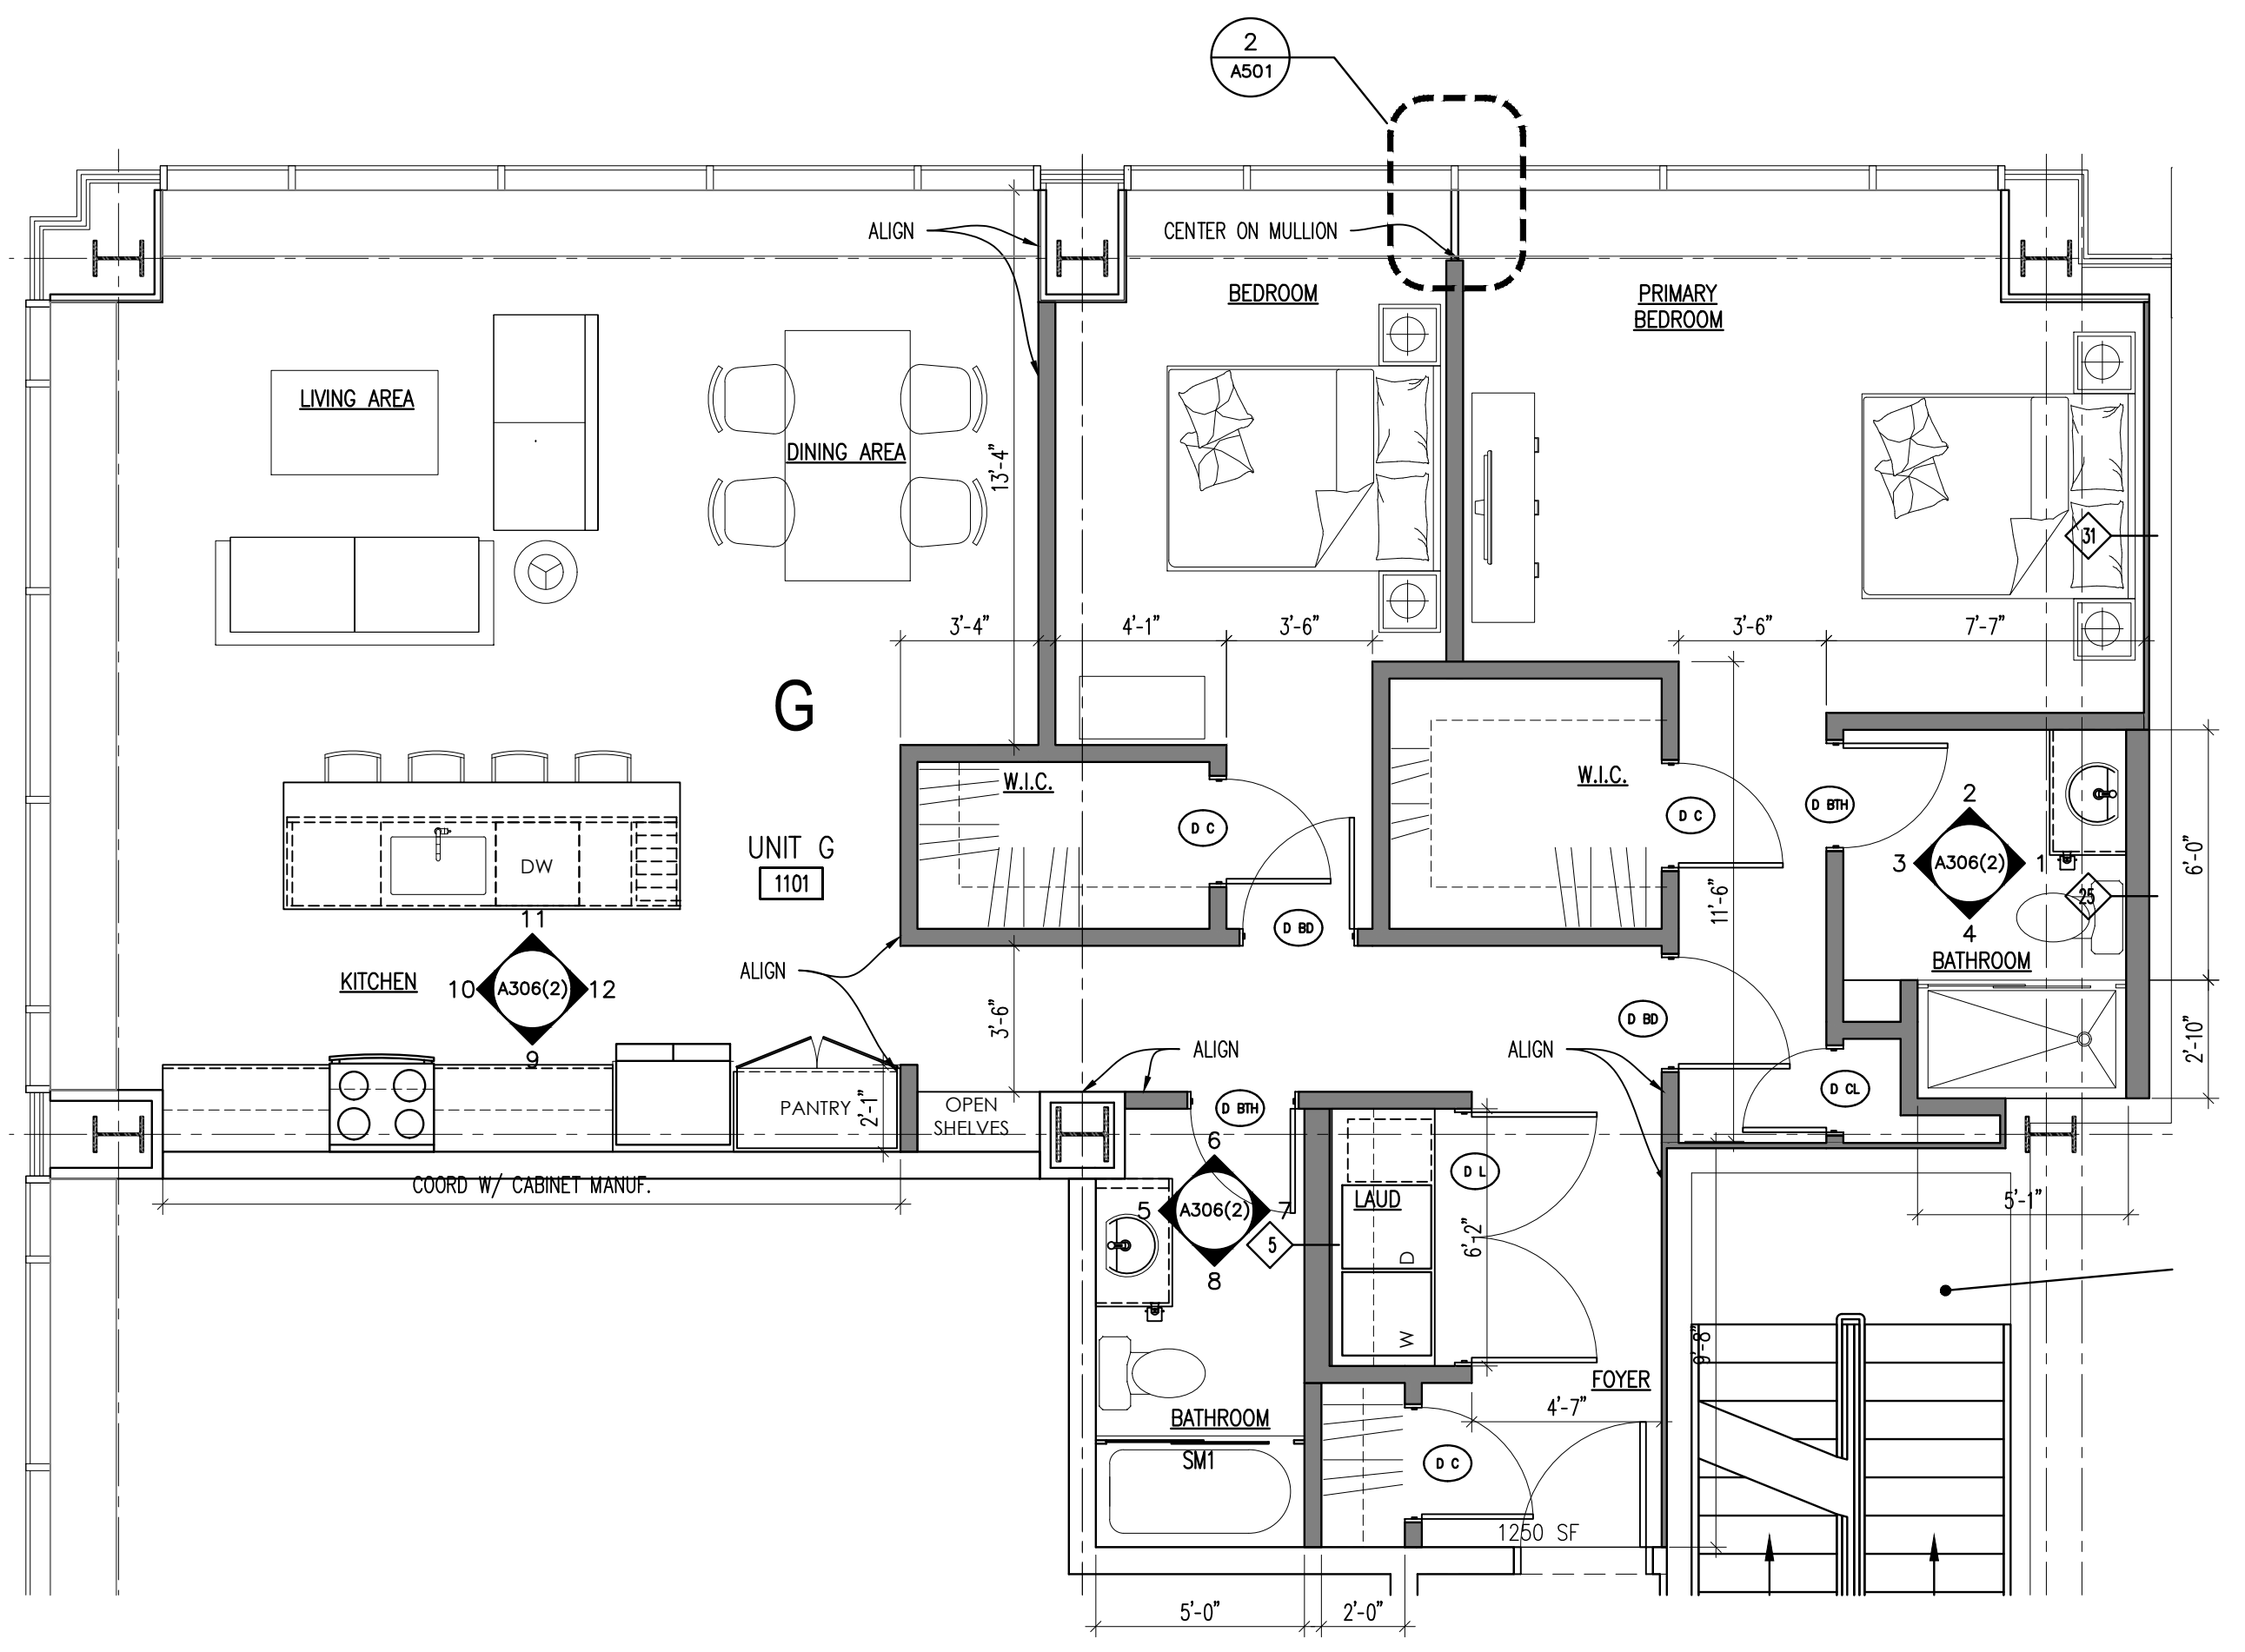 2
A501
ALIGN
CENTER ON MULLION
BEDROOM
PRIMARY
BEDROOM
LIVING AREA
DINING AREA
13'-4"
31
3'-4"
4'-1"
3'-6"
3'-6"
7'-7"
G
W.I.C.
W.I.C.
D C
D C
D BTH
UNIT G
1101
DW
2
3 A306(2) 1
4
25
6'-0"
11'-6"
11
10 A306(2) 12
9
KITCHEN
ALIGN
D BD
BATHROOM
3'-6"
D BD
ALIGN
ALIGN
2'-10"
D CL
PANTRY
2'-1"
OPEN
SHELVES
D BTH
COORD W/ CABINET MANUF.
6
5 A306(2) 7
8
5
LAUD
D L
D
W
6'-2"
5'-1"
9'-8"
FOYER
4'-7"
BATHROOM
SM1
D C
1250 SF
5'-0"
2'-0"